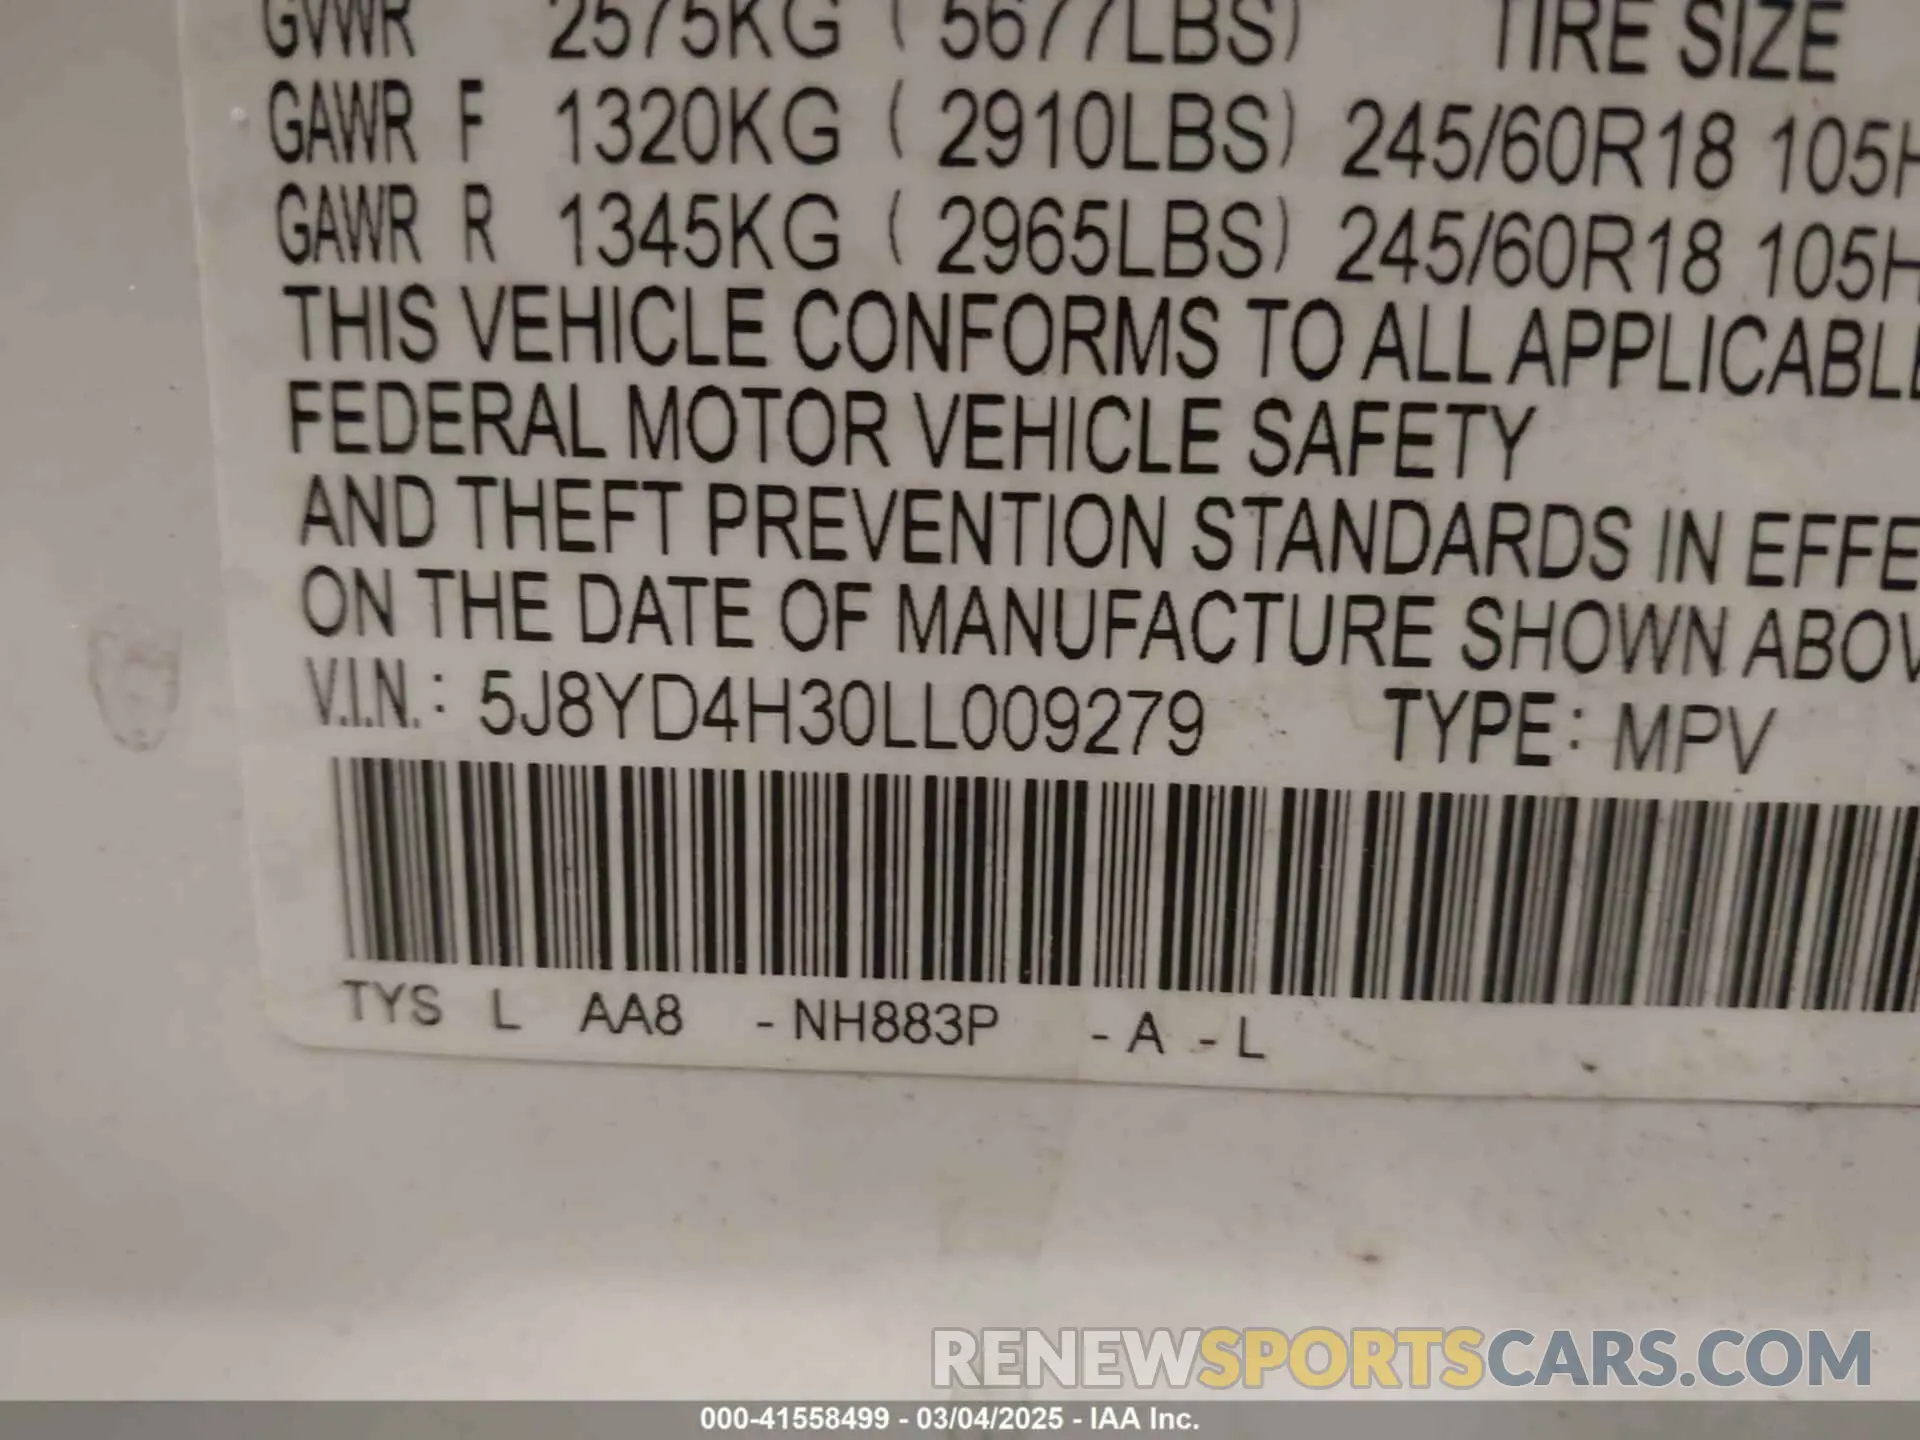 GVWR 2575KG ( 5677LBS) TIRE SIZE
GAWR F 1320KG ( 2910LBS) 245/60R18 105H
GAWR R 1345KG ( 2965LBS) 245/60R18 105H
THIS VEHICLE CONFORMS TO ALL APPLICABLE
FEDERAL MOTOR VEHICLE SAFETY
AND THEFT PREVENTION STANDARDS IN EFFE
ON THE DATE OF MANUFACTURE SHOWN ABOV
V.I.N.: 5J8YD4H30LL009279 TYPE: MPV
TYS L AA8 - NH883P - A - L
RENEWSPORTSCARS.COM
000-41558499 - 03/04/2025 - IAA Inc.